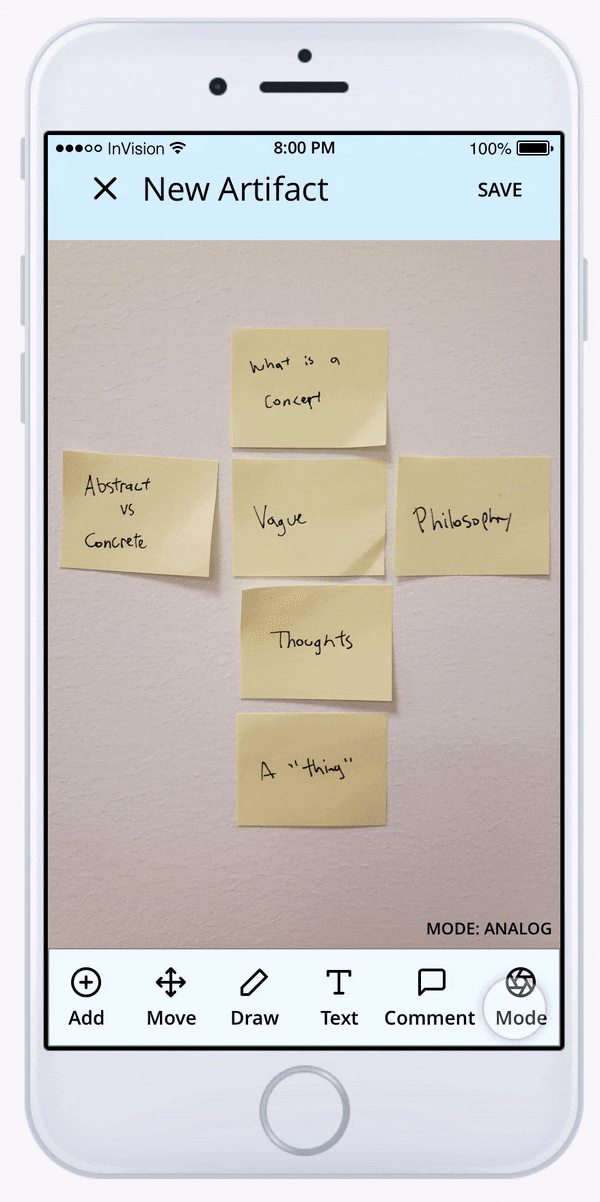 InVision 8:00 PM 100%
New Artifact SAVE
What is a
Concept
Abstract
vs
Concrete
Vague
Philosophy
Thoughts
A "thing"
MODE: ANALOG
Add Move Draw Text Comment Mode